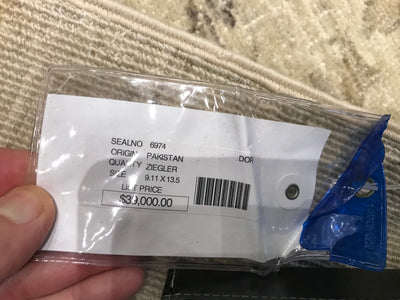 SEALNO 6974
ORIGIN PAKISTAN DOR
QUALITY ZIEGLER
SIZE 9.11 X 13.5
LIST PRICE
$39,000.00